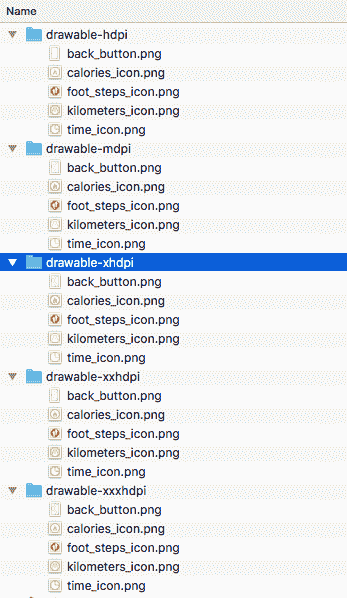 Name
drawable-hdpi
back_button.png
calories_icon.png
foot_steps_icon.png
kilometers_icon.png
time_icon.png
drawable-mdpi
back_button.png
calories_icon.png
foot_steps_icon.png
kilometers_icon.png
time_icon.png
drawable-xhdpi
back_button.png
calories_icon.png
foot_steps_icon.png
kilometers_icon.png
time_icon.png
drawable-xxhdpi
back_button.png
calories_icon.png
foot_steps_icon.png
kilometers_icon.png
time_icon.png
drawable-xxxhdpi
back_button.png
calories_icon.png
foot_steps_icon.png
kilometers_icon.png
time_icon.png